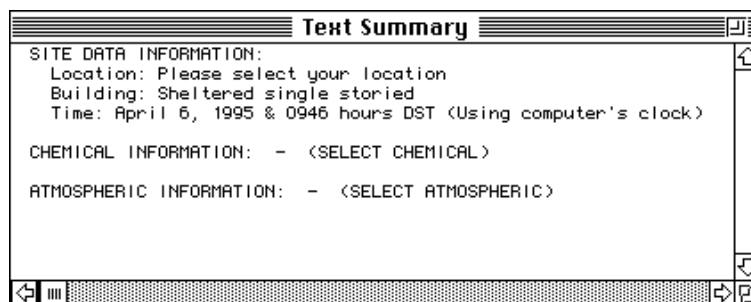 Text Summary
SITE DATA INFORMATION:
Location: Please select your location
Building: Sheltered single storied
Time: April 6, 1995 & 0946 hours DST (Using computer's clock)
CHEMICAL INFORMATION: - (SELECT CHEMICAL)
ATMOSPHERIC INFORMATION: - (SELECT ATMOSPHERIC)